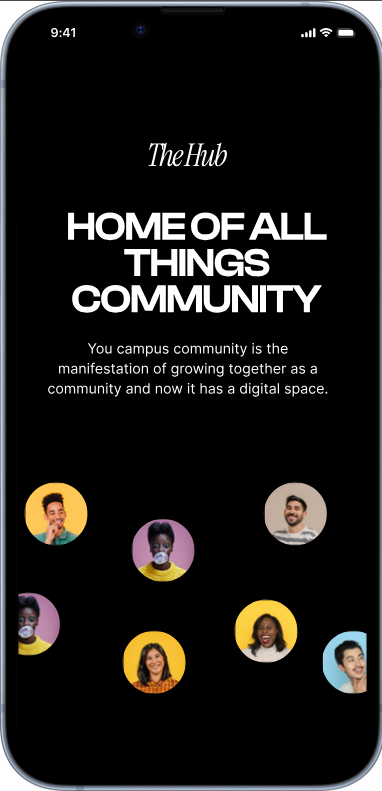 9:41
The Hub
HOME OF ALL
THINGS
COMMUNITY
You campus community is the
manifestation of growing together as a
community and now it has a digital space.